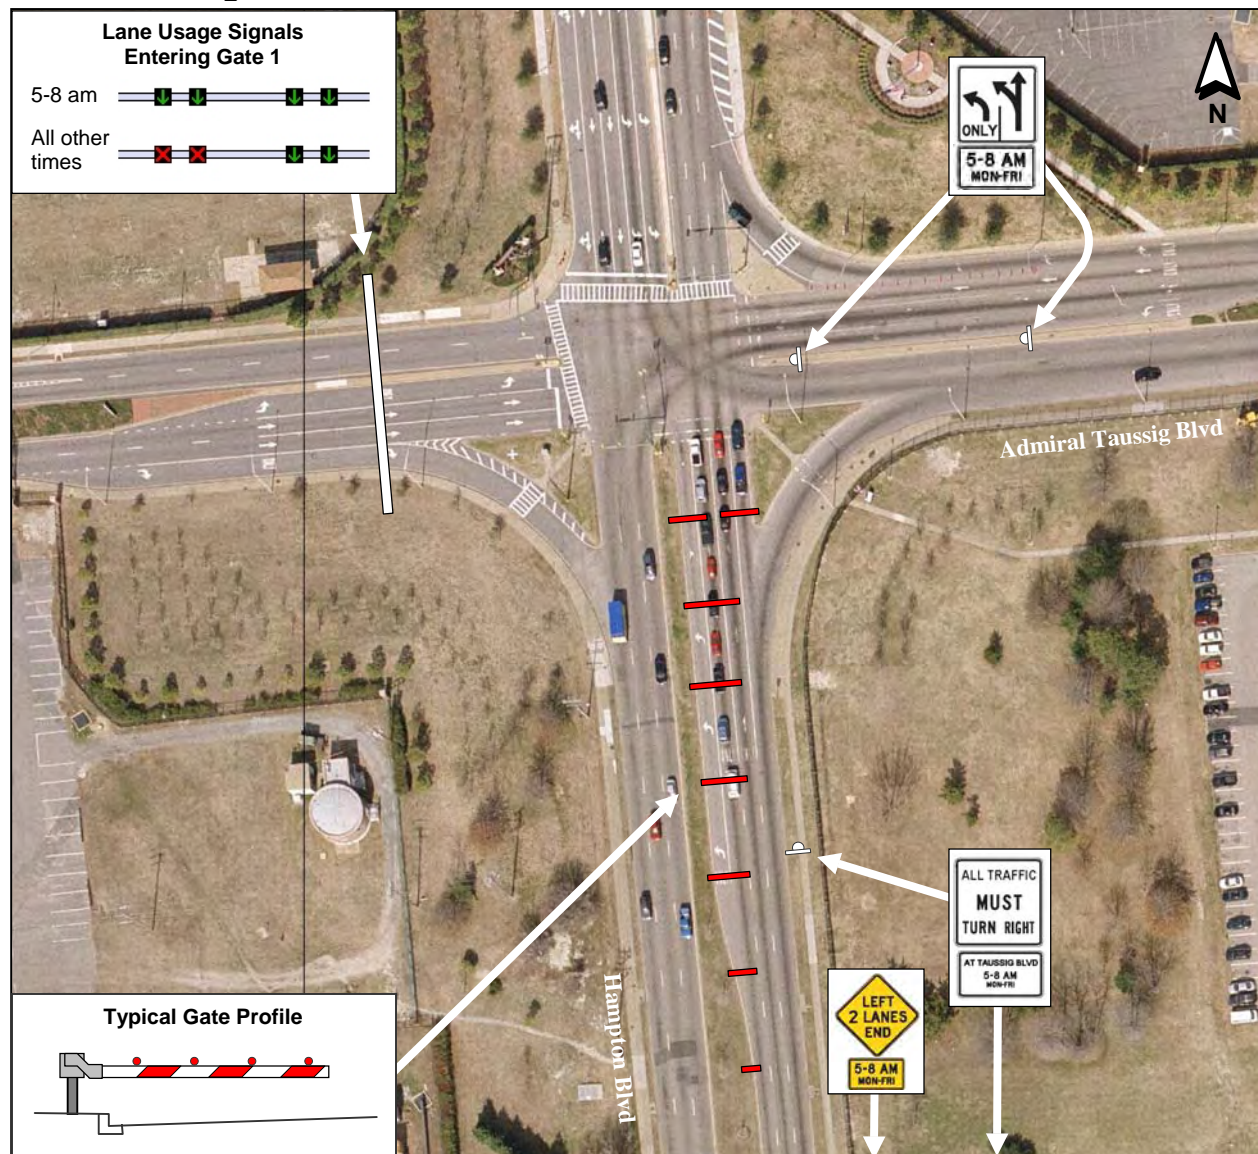 Lane Usage Signals
Entering Gate 1
5-8 am
All other
times
ONLY
5-8 AM
MON-FRI
N
Admiral Taussig Blvd
ALL TRAFFIC
MUST
TURN RIGHT
AT TAUSSIG BLVD
5-8 AM
MON-FRI
LEFT
2 LANES
END
5-8 AM
MON-FRI
Hampton Blvd
Typical Gate Profile